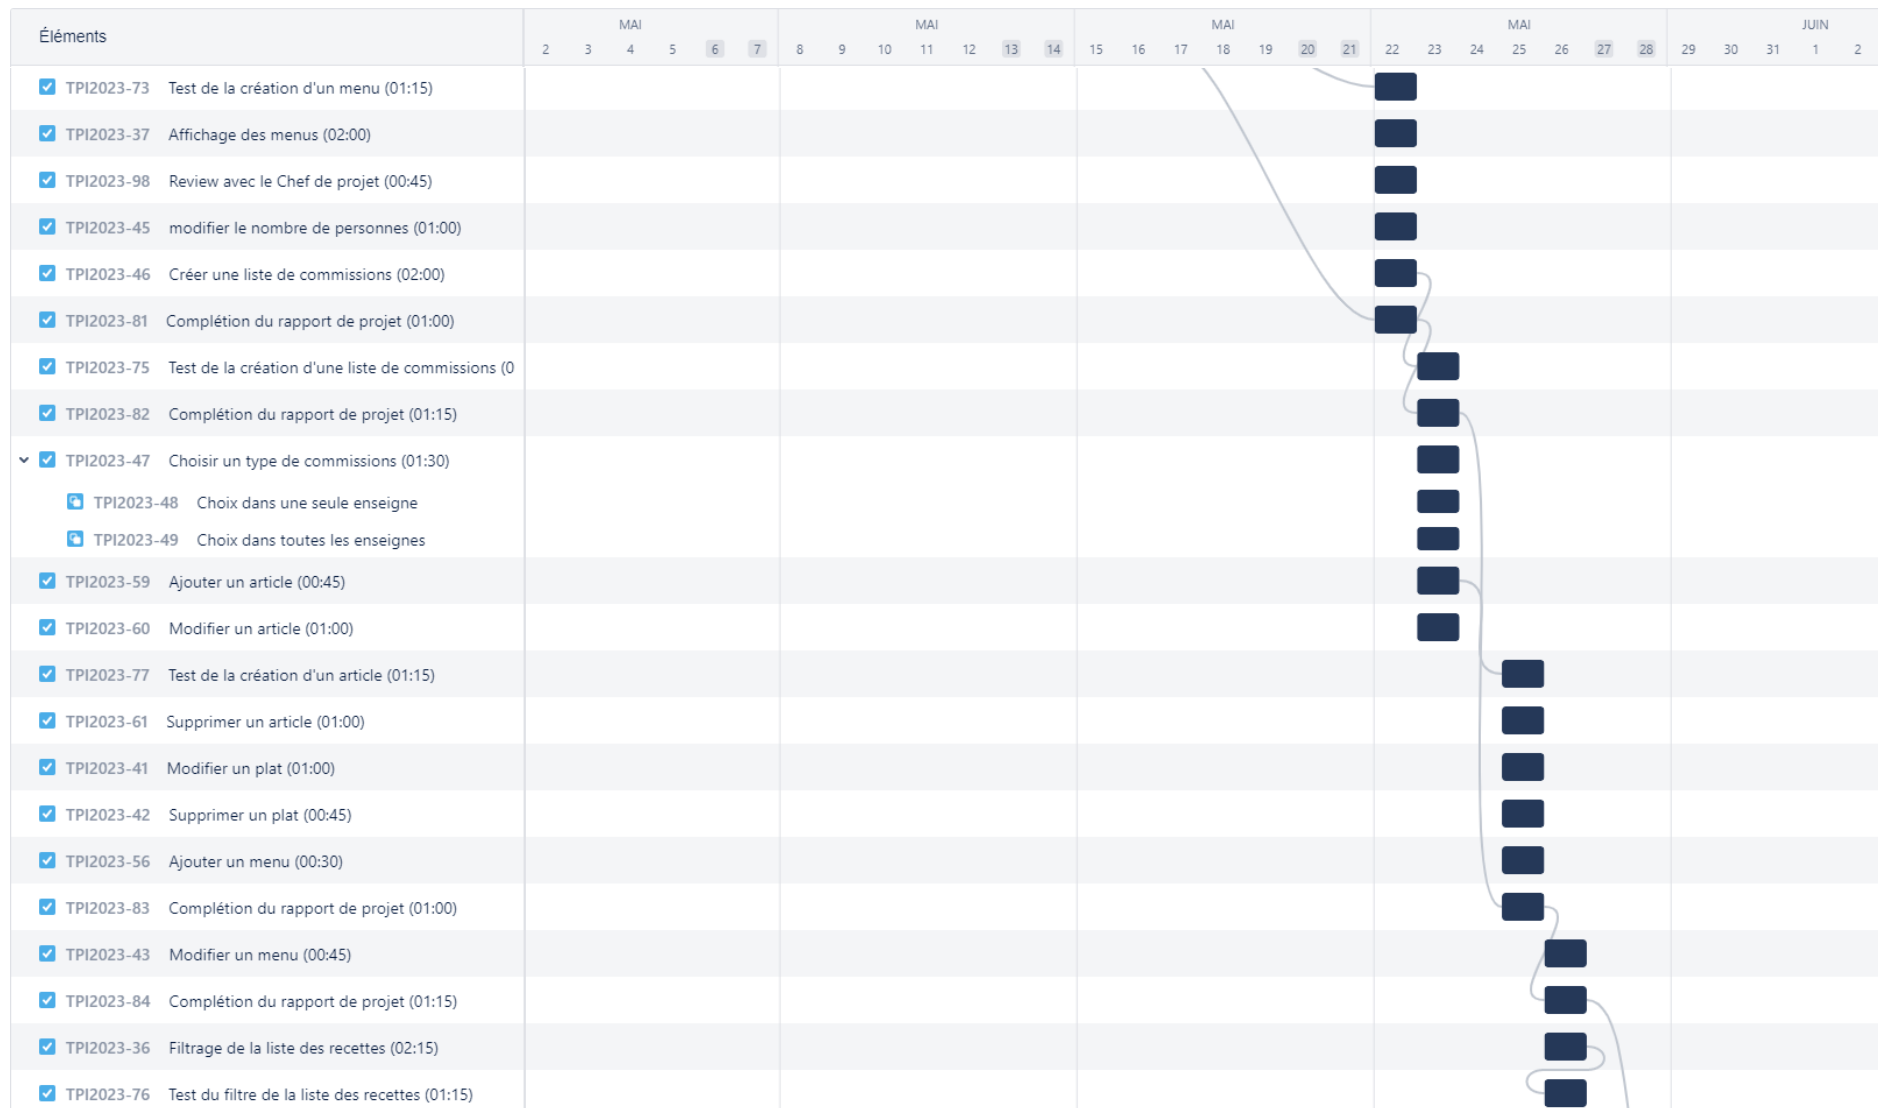 Éléments
MAI MAI MAI MAI JUIN
2 3 4 5 6 7 8 9 10 11 12 13 14 15 16 17 18 19 20 21 22 23 24 25 26 27 28 29 30 31 1 2
TPI2023-73 Test de la création d'un menu (01:15)
TPI2023-37 Affichage des menus (02:00)
TPI2023-98 Review avec le Chef de projet (00:45)
TPI2023-45 modifier le nombre de personnes (01:00)
TPI2023-46 Créer une liste de commissions (02:00)
TPI2023-81 Complétion du rapport de projet (01:00)
TPI2023-75 Test de la création d'une liste de commissions (0
TPI2023-82 Complétion du rapport de projet (01:15)
TPI2023-47 Choisir un type de commissions (01:30)
TPI2023-48 Choix dans une seule enseigne
TPI2023-49 Choix dans toutes les enseignes
TPI2023-59 Ajouter un article (00:45)
TPI2023-60 Modifier un article (01:00)
TPI2023-77 Test de la création d'un article (01:15)
TPI2023-61 Supprimer un article (01:00)
TPI2023-41 Modifier un plat (01:00)
TPI2023-42 Supprimer un plat (00:45)
TPI2023-56 Ajouter un menu (00:30)
TPI2023-83 Complétion du rapport de projet (01:00)
TPI2023-43 Modifier un menu (00:45)
TPI2023-84 Complétion du rapport de projet (01:15)
TPI2023-36 Filtrage de la liste des recettes (02:15)
TPI2023-76 Test du filtre de la liste des recettes (01:15)